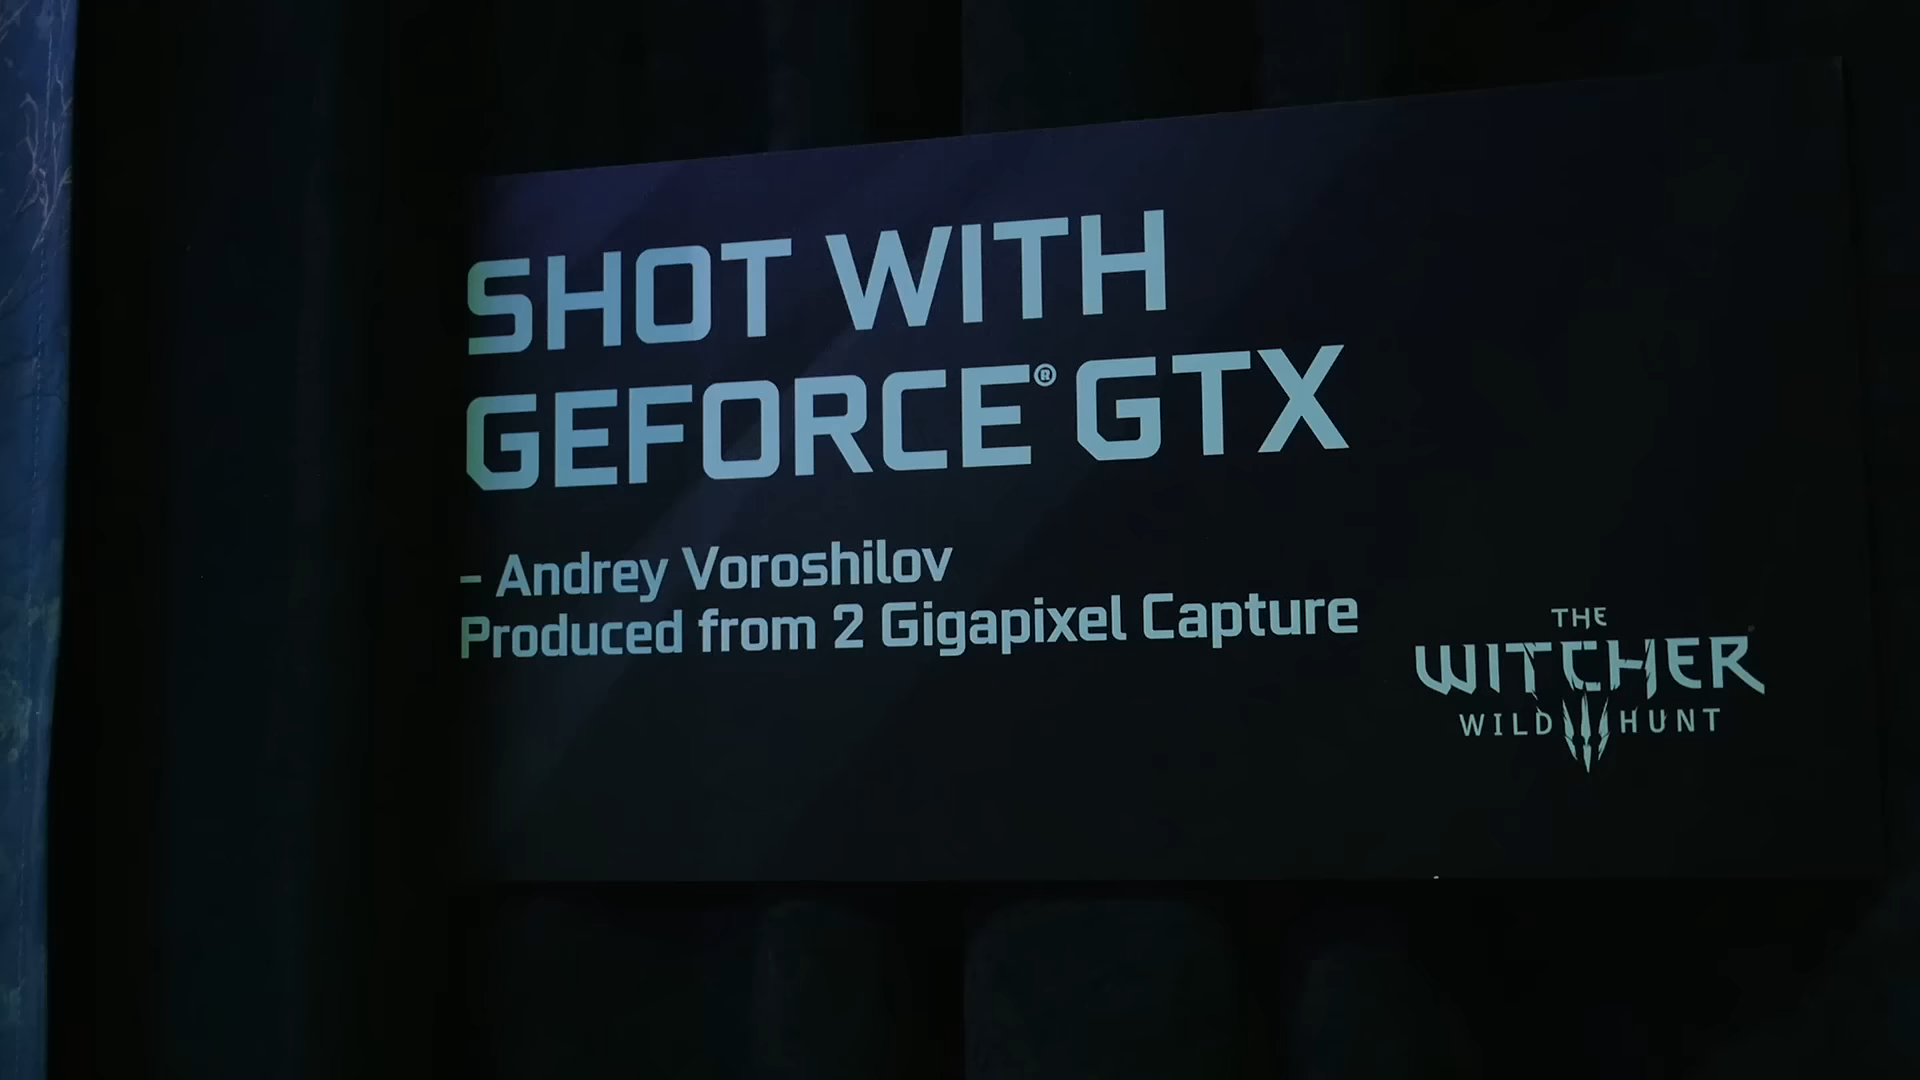 SHOT WITH
GEFORCE® GTX
– Andrey Voroshilov
Produced from 2 Gigapixel Capture
THE
WITCHER
WILD HUNT